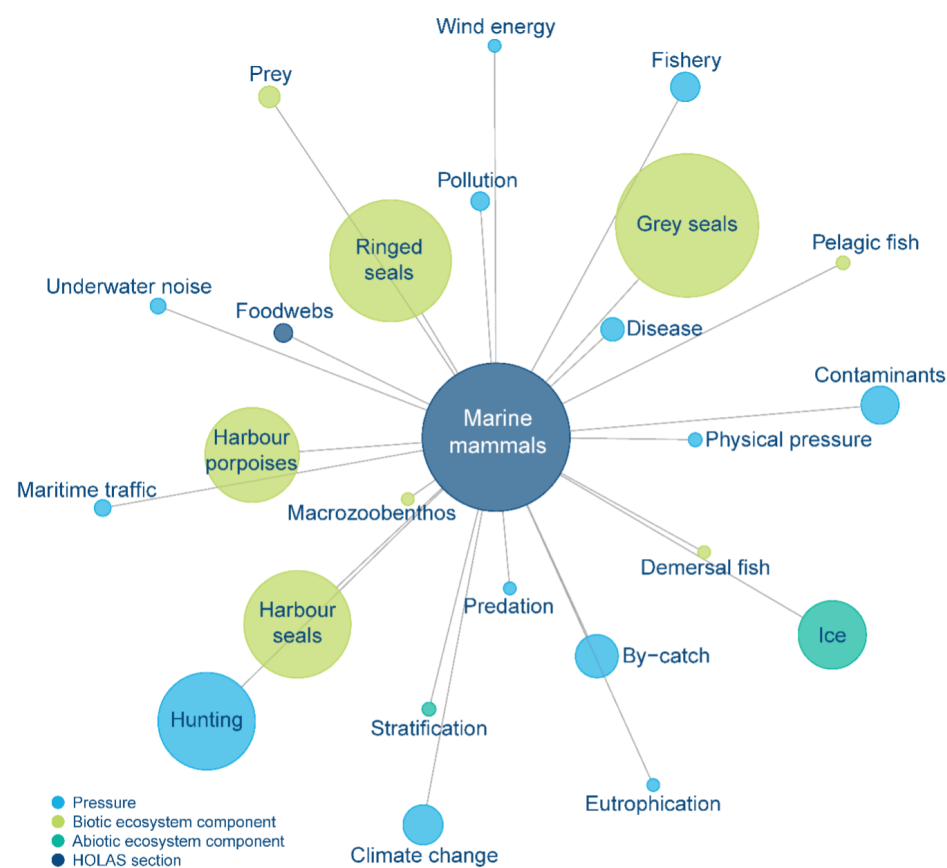 Wind energy
Fishery
Prey
Pollution
Grey seals
Ringed
seals
Pelagic fish
Underwater noise
Foodwebs
Disease
Contaminants
Marine
mammals
Harbour
porpoises
Physical pressure
Maritime traffic
Macrozoobenthos
Demersal fish
Predation
Harbour
seals
Ice
By-catch
Hunting
Stratification
Eutrophication
Climate change
Pressure
Biotic ecosystem component
Abiotic ecosystem component
HOLAS section